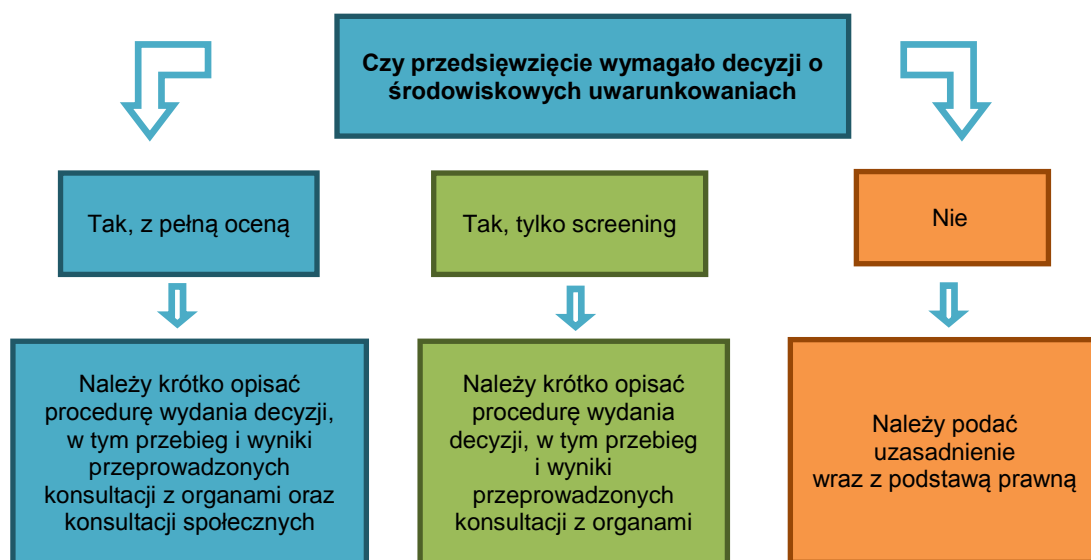 Czy przedsięwzięcie wymagało decyzji o
środowiskowych uwarunkowaniach
Tak, z pełną oceną
Tak, tylko screening
Nie
Należy krótko opisać
procedurę wydania decyzji,
w tym przebieg i wyniki
przeprowadzonych
konsultacji z organami oraz
konsultacji społecznych
Należy krótko opisać
procedurę wydania
decyzji, w tym przebieg
i wyniki
przeprowadzonych
konsultacji z organami
Należy podać
uzasadnienie
wraz z podstawą prawną